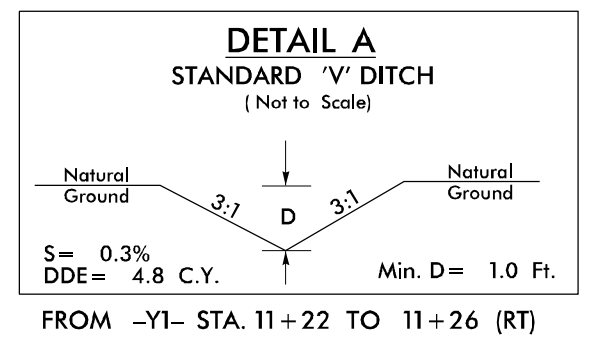 DETAIL A
STANDARD 'V' DITCH
( Not to Scale)
Natural
Ground
3:1
D
3:1
Natural
Ground
S= 0.3%
DDE= 4.8 C.Y.
Min. D= 1.0 Ft.
FROM -Y1- STA. 11+22 TO 11+26 (RT)